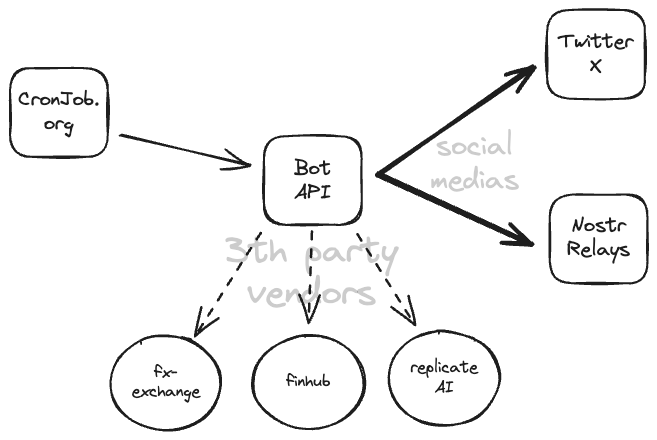 Twitter
X
CronJob.
org
Bot
API
social
medias
Nostr
Relays
3th party
vendors
fx-
exchange
finhub
replicate
AI